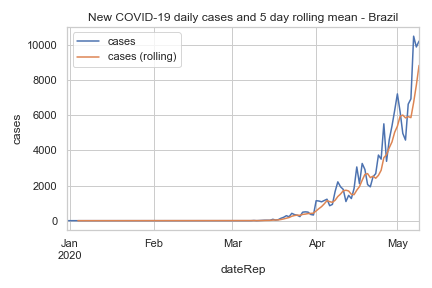 New COVID-19 daily cases and 5 day rolling mean - Brazil
cases
cases (rolling)
10000
8000
6000
4000
2000
0
cases
Jan
2020
Feb
Mar
Apr
May
dateRep